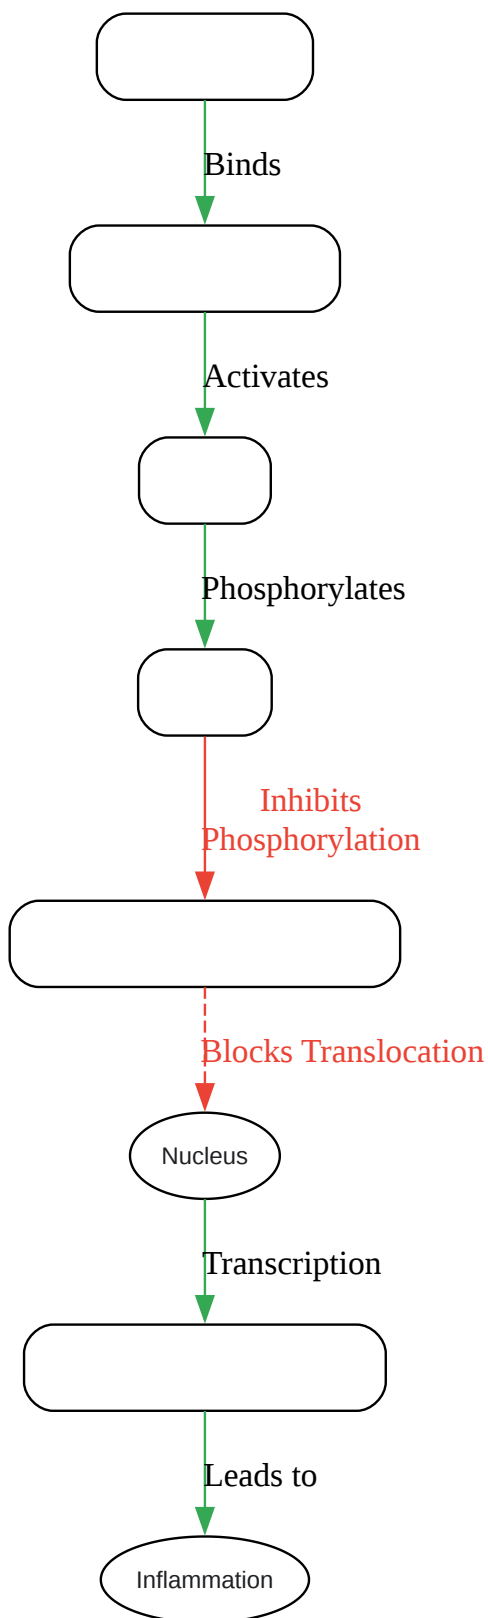 Binds
Activates
Phosphorylates
Inhibits
Phosphorylation
Blocks Translocation
Nucleus
Transcription
Leads to
Inflammation